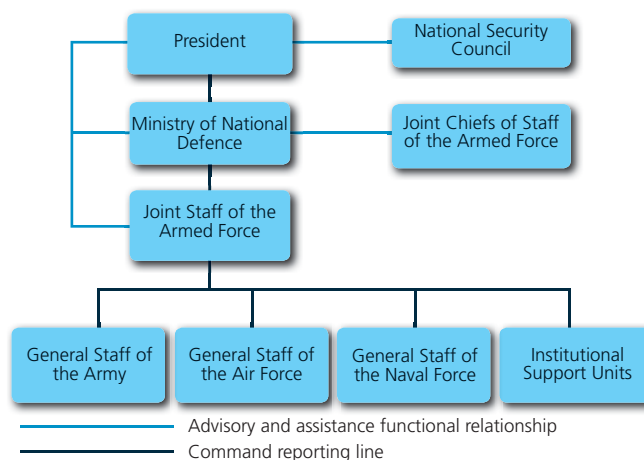 President
National Security
Council
Ministry of National
Defence
Joint Chiefs of Staff
of the Armed Force
Joint Staff of the
Armed Force
General Staff of
the Army
General Staff of
the Air Force
General Staff of
the Naval Force
Institutional
Support Units
Advisory and assistance functional relationship
Command reporting line